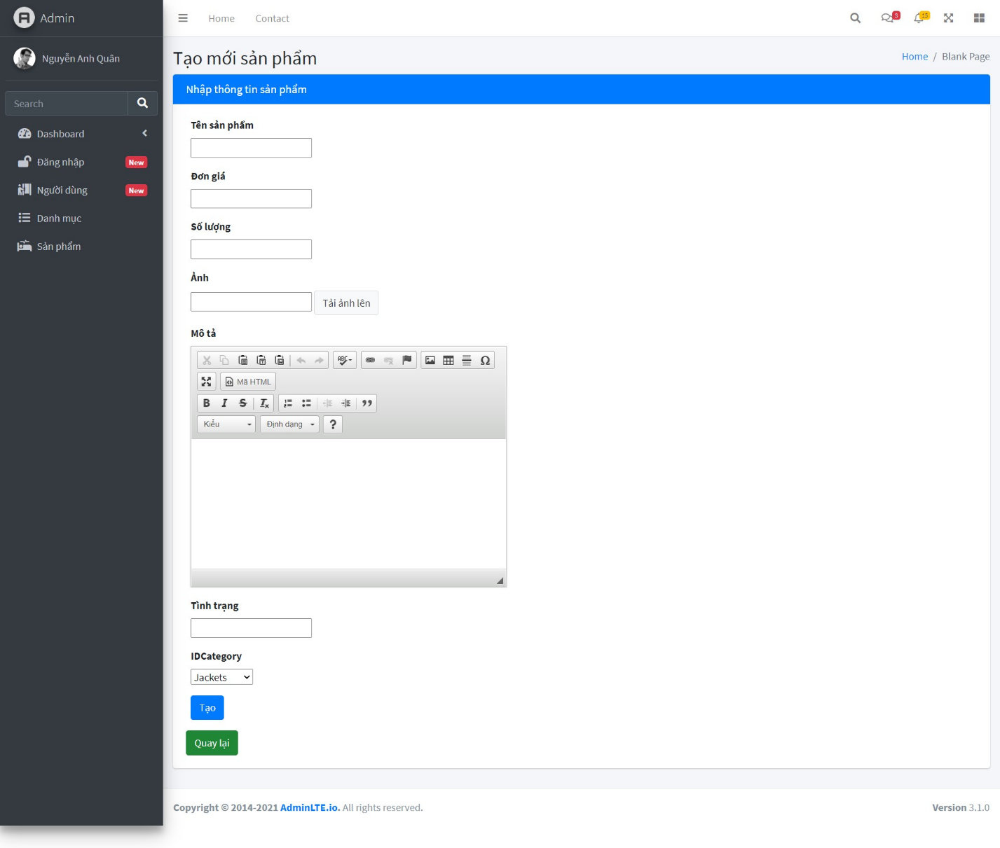 Admin
Home
Contact
3
15
Nguyễn Anh Quân
Search
Dashboard
Đăng nhập
New
Người dùng
New
Danh mục
Sản phẩm
Tạo mới sản phẩm
Home / Blank Page
Nhập thông tin sản phẩm
Tên sản phẩm
Đơn giá
Số lượng
Ảnh
Tải ảnh lên
Mô tả
ABC
Ω
Mã HTML
B I S Tx
Kiểu
Định dạng
?
Tình trạng
IDCategory
Jackets
Tạo
Quay lại
Copyright © 2014-2021 AdminLTE.io. All rights reserved.
Version 3.1.0